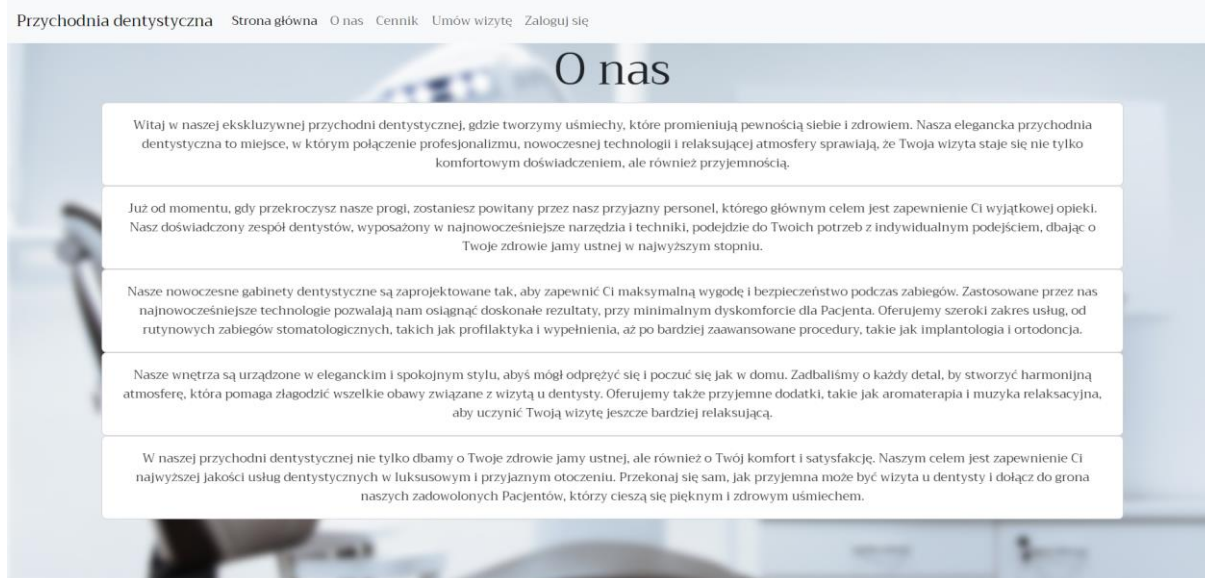 Przychodnia dentystyczna Strona główna O nas Cennik Umów wizytę Zaloguj się
O nas
Witaj w naszej ekskluzywnej przychodni dentystycznej, gdzie tworzymy uśmiechy, które promieniują pewnością siebie i zdrowiem. Nasza elegancka przychodnia
dentystyczna to miejsce, w którym połączenie profesjonalizmu, nowoczesnej technologii i relaksującej atmosfery sprawiają, że Twoja wizyta staje się nie tylko
komfortowym doświadczeniem, ale również przyjemnością.
Już od momentu, gdy przekroczysz nasze progi, zostaniesz powitany przez nasz przyjazny personel, którego głównym celem jest zapewnienie Ci wyjątkowej opieki.
Nasz doświadczony zespół dentystów, wyposażony w najnowocześniejsze narzędzia i techniki, podejdzie do Twoich potrzeb z indywidualnym podejściem, dbając o
Twoje zdrowie jamy ustnej w najwyższym stopniu.
Nasze nowoczesne gabinety dentystyczne są zaprojektowane tak, aby zapewnić Ci maksymalną wygodę i bezpieczeństwo podczas zabiegów. Zastosowane przez nas
najnowocześniejsze technologie pozwalają nam osiągnąć doskonałe rezultaty, przy minimalnym dyskomforcie dla Pacjenta. Oferujemy szeroki zakres usług, od
rutynowych zabiegów stomatologicznych, takich jak profilaktyka i wypełnienia, aż po bardziej zaawansowane procedury, takie jak implantologia i ortodoncja.
Nasze wnętrza są urządzone w eleganckim i spokojnym stylu, abyś mógł odprężyć się i poczuć się jak w domu. Zadbaliśmy o każdy detal, by stworzyć harmonijną
atmosferę, która pomaga złagodzić wszelkie obawy związane z wizytą u dentysty. Oferujemy także przyjemne dodatki, takie jak aromaterapia i muzyka relaksacyjna,
aby uczynić Twoją wizytę jeszcze bardziej relaksującą.
W naszej przychodni dentystycznej nie tylko dbamy o Twoje zdrowie jamy ustnej, ale również o Twój komfort i satysfakcję. Naszym celem jest zapewnienie Ci
najwyższej jakości usług dentystycznych w luksusowym i przyjaznym otoczeniu. Przekonaj się sam, jak przyjemna może być wizyta u dentysty i dołącz do grona
naszych zadowolonych Pacjentów, którzy cieszą się pięknym i zdrowym uśmiechem.